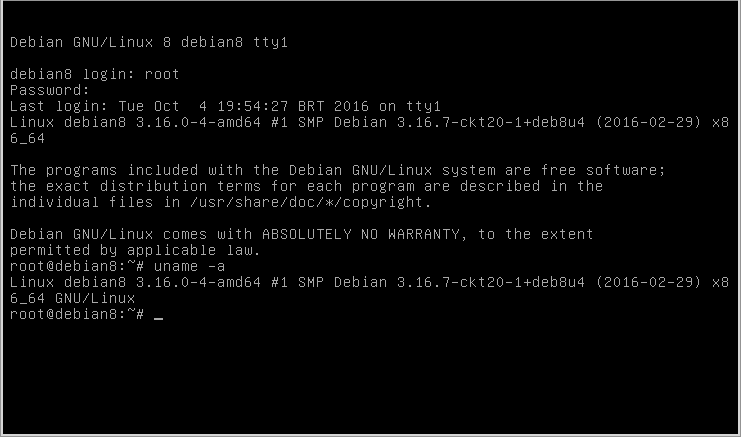 Debian GNU/Linux 8 debian8 tty1
debian8 login: root
Password:
Last login: Tue Oct  4 19:54:27 BRT 2016 on tty1
Linux debian8 3.16.0-4-amd64 #1 SMP Debian 3.16.7-ckt20-1+deb8u4 (2016-02-29) x8
6_64
The programs included with the Debian GNU/Linux system are free software;
the exact distribution terms for each program are described in the
individual files in /usr/share/doc/*/copyright.
Debian GNU/Linux comes with ABSOLUTELY NO WARRANTY, to the extent
permitted by applicable law.
root@debian8:~# uname -a
Linux debian8 3.16.0-4-amd64 #1 SMP Debian 3.16.7-ckt20-1+deb8u4 (2016-02-29) x8
6_64 GNU/Linux
root@debian8:~# _